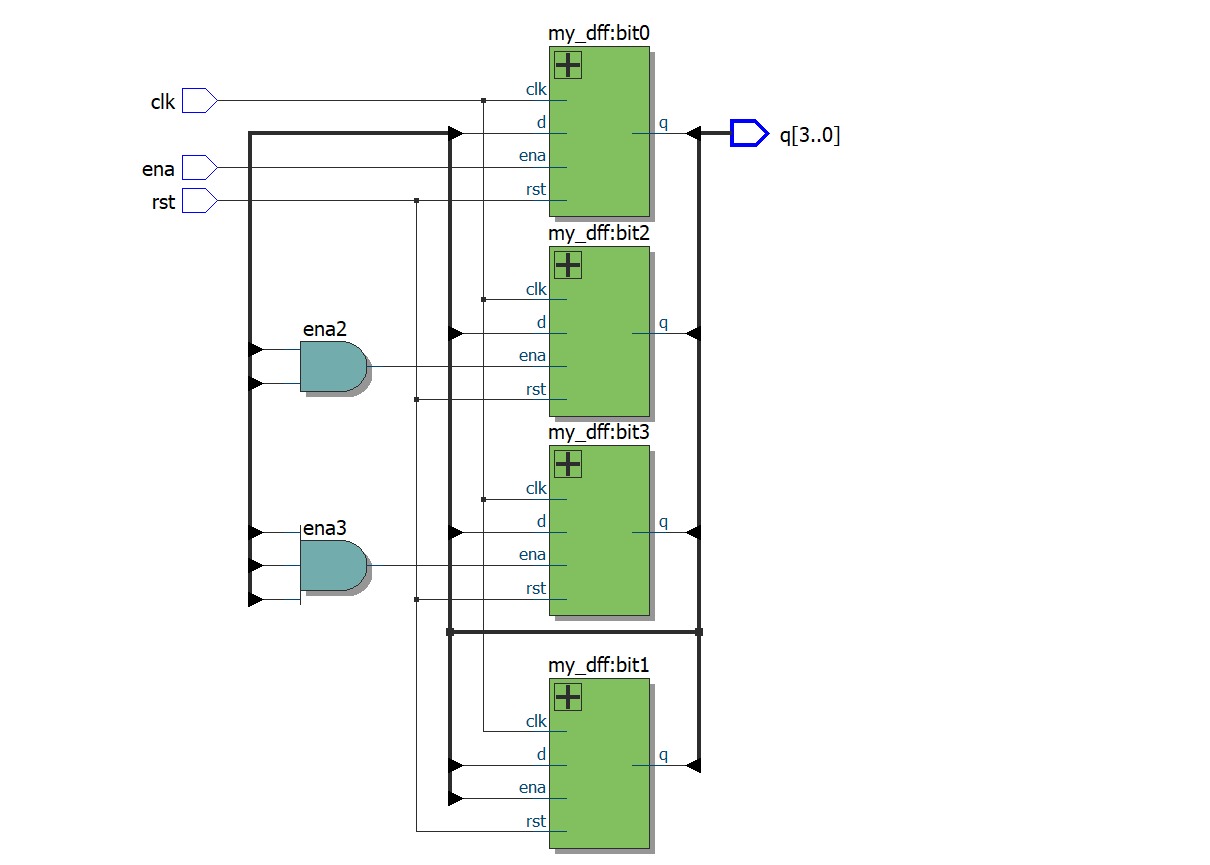 my_dff:bit0
clk
clk
d
q
q[3..0]
ena
ena
rst
rst
my_dff:bit2
clk
d
q
ena2
ena
rst
my_dff:bit3
clk
d
q
ena3
ena
rst
my_dff:bit1
clk
d
q
ena
rst